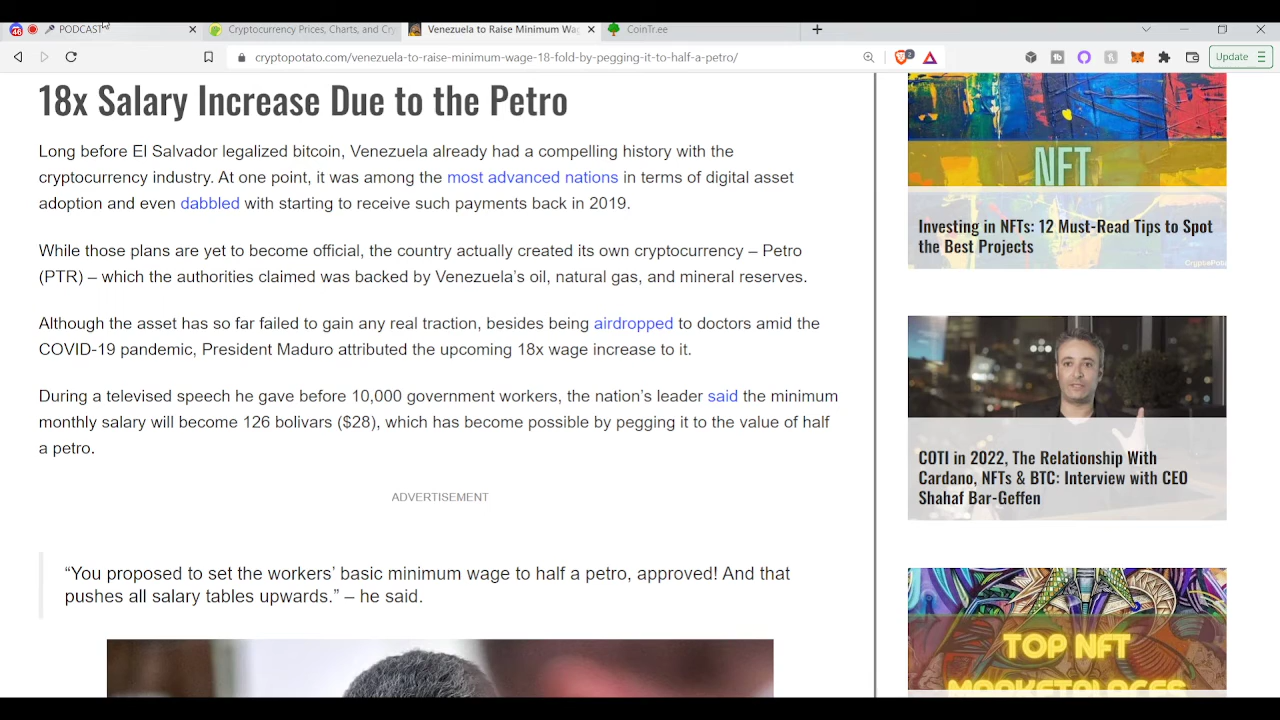 PODCAST
Cryptocurrency Prices, Charts, and Cry
Venezuela to Raise Minimum Wa
CoinTr.ee
cryptopotato.com/venezuela-to-raise-minimum-wage-18-fold-by-pegging-it-to-half-a-petro/
2
Update
18x Salary Increase Due to the Petro
Long before El Salvador legalized bitcoin, Venezuela already had a compelling history with the
cryptocurrency industry. At one point, it was among the most advanced nations in terms of digital asset
adoption and even dabbled with starting to receive such payments back in 2019.
While those plans are yet to become official, the country actually created its own cryptocurrency – Petro
(PTR) – which the authorities claimed was backed by Venezuela's oil, natural gas, and mineral reserves.
Although the asset has so far failed to gain any real traction, besides being airdropped to doctors amid the
COVID-19 pandemic, President Maduro attributed the upcoming 18x wage increase to it.
During a televised speech he gave before 10,000 government workers, the nation's leader said the minimum
monthly salary will become 126 bolivars ($28), which has become possible by pegging it to the value of half
a petro.
ADVERTISEMENT
“You proposed to set the workers' basic minimum wage to half a petro, approved! And that
pushes all salary tables upwards.” – he said.
NFT
Investing in NFTs: 12 Must-Read Tips to Spot
the Best Projects
COTI in 2022, The Relationship With
Cardano, NFTs & BTC: Interview with CEO
Shahaf Bar-Geffen
TOP NFT
MARKETPLACES